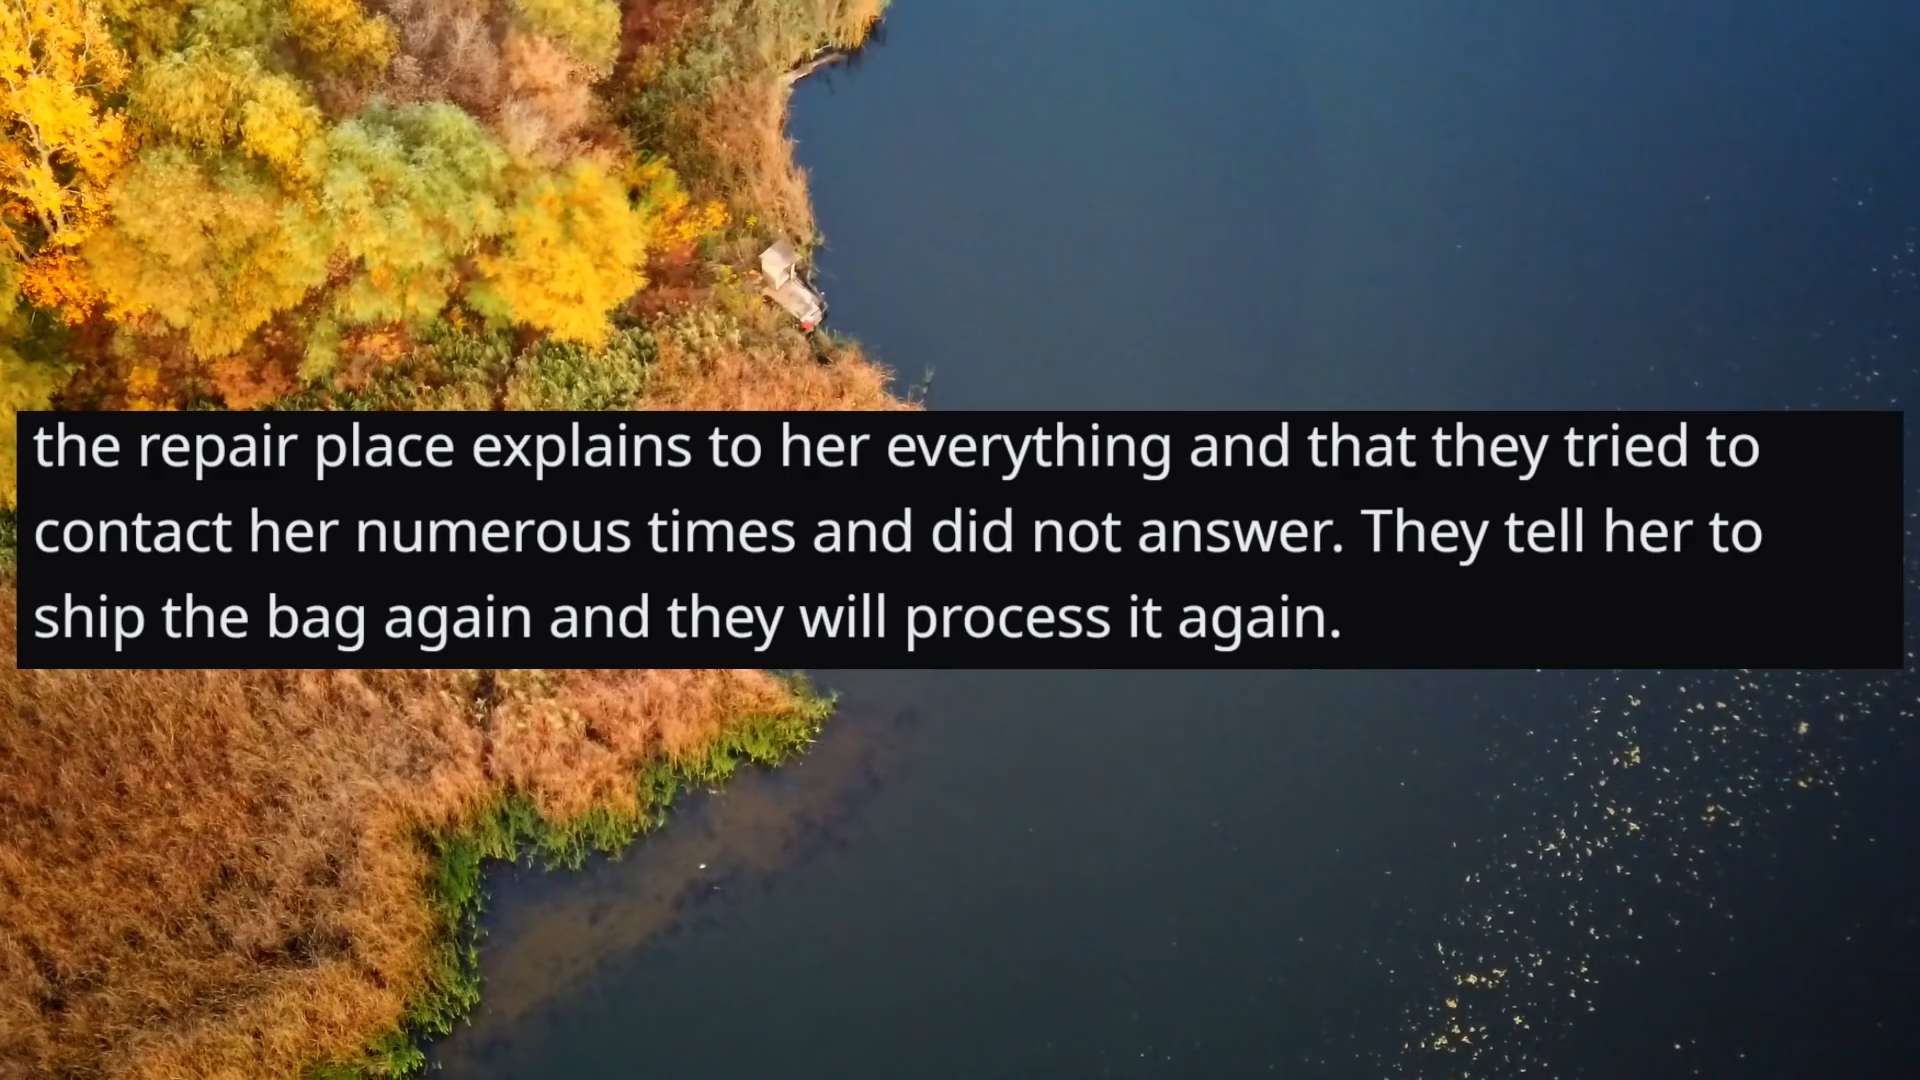 the repair place explains to her everything and that they tried to
contact her numerous times and did not answer. They tell her to
ship the bag again and they will process it again.